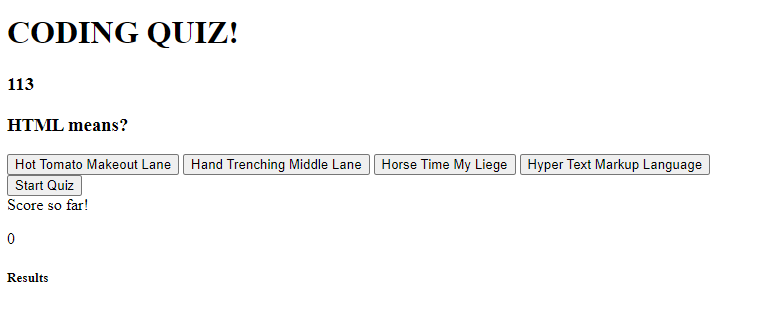 CODING QUIZ!
113
HTML means?
Hot Tomato Makeout Lane Hand Trenching Middle Lane Horse Time My Liege Hyper Text Markup Language
Start Quiz
Score so far!
0
Results